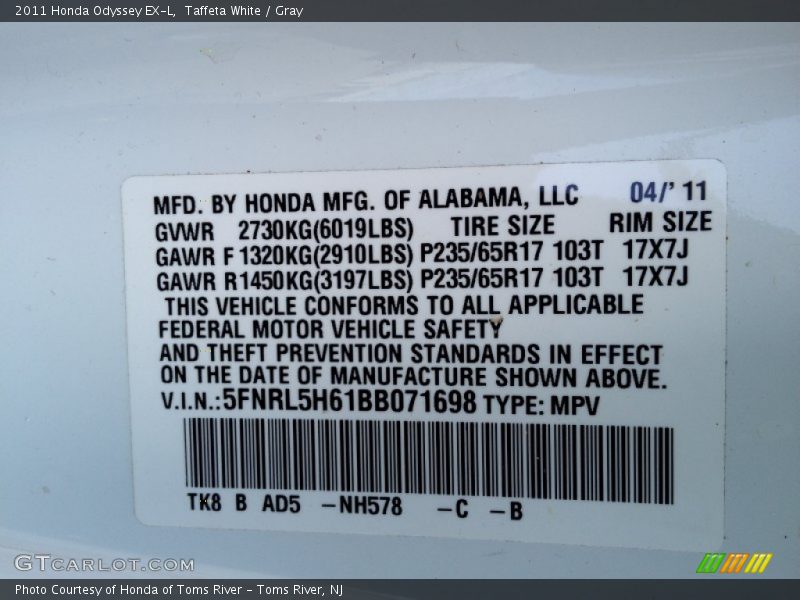 2011 Honda Odyssey EX-L,  Taffeta White / Gray
MFD. BY HONDA MFG. OF ALABAMA, LLC 04/' 11
GVWR 2730KG(6019LBS) TIRE SIZE RIM SIZE
GAWR F 1320KG(2910LBS) P235/65R17 103T 17X7J
GAWR R1450KG(3197LBS) P235/65R17 103T 17X7J
THIS VEHICLE CONFORMS TO ALL APPLICABLE
FEDERAL MOTOR VEHICLE SAFETY
AND THEFT PREVENTION STANDARDS IN EFFECT
ON THE DATE OF MANUFACTURE SHOWN ABOVE.
V.I.N.:5FNRL5H61BB071698 TYPE: MPV
TK8 B AD5 -NH578 -C -B
GTCARLOT.COM
Photo Courtesy of Honda of Toms River - Toms River, NJ